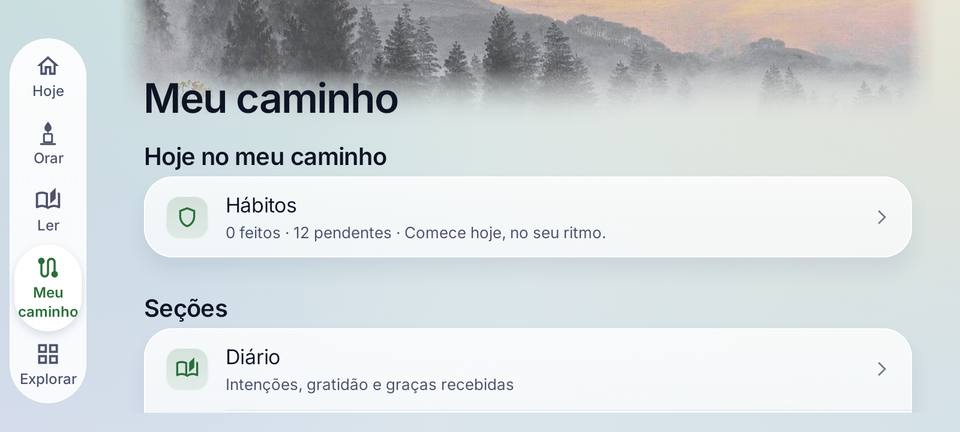 Hoje
Orar
Ler
Meu
caminho
Explorar
Meu caminho
Hoje no meu caminho
Hábitos
0 feitos · 12 pendentes · Comece hoje, no seu ritmo.
Seções
Diário
Intenções, gratidão e graças recebidas